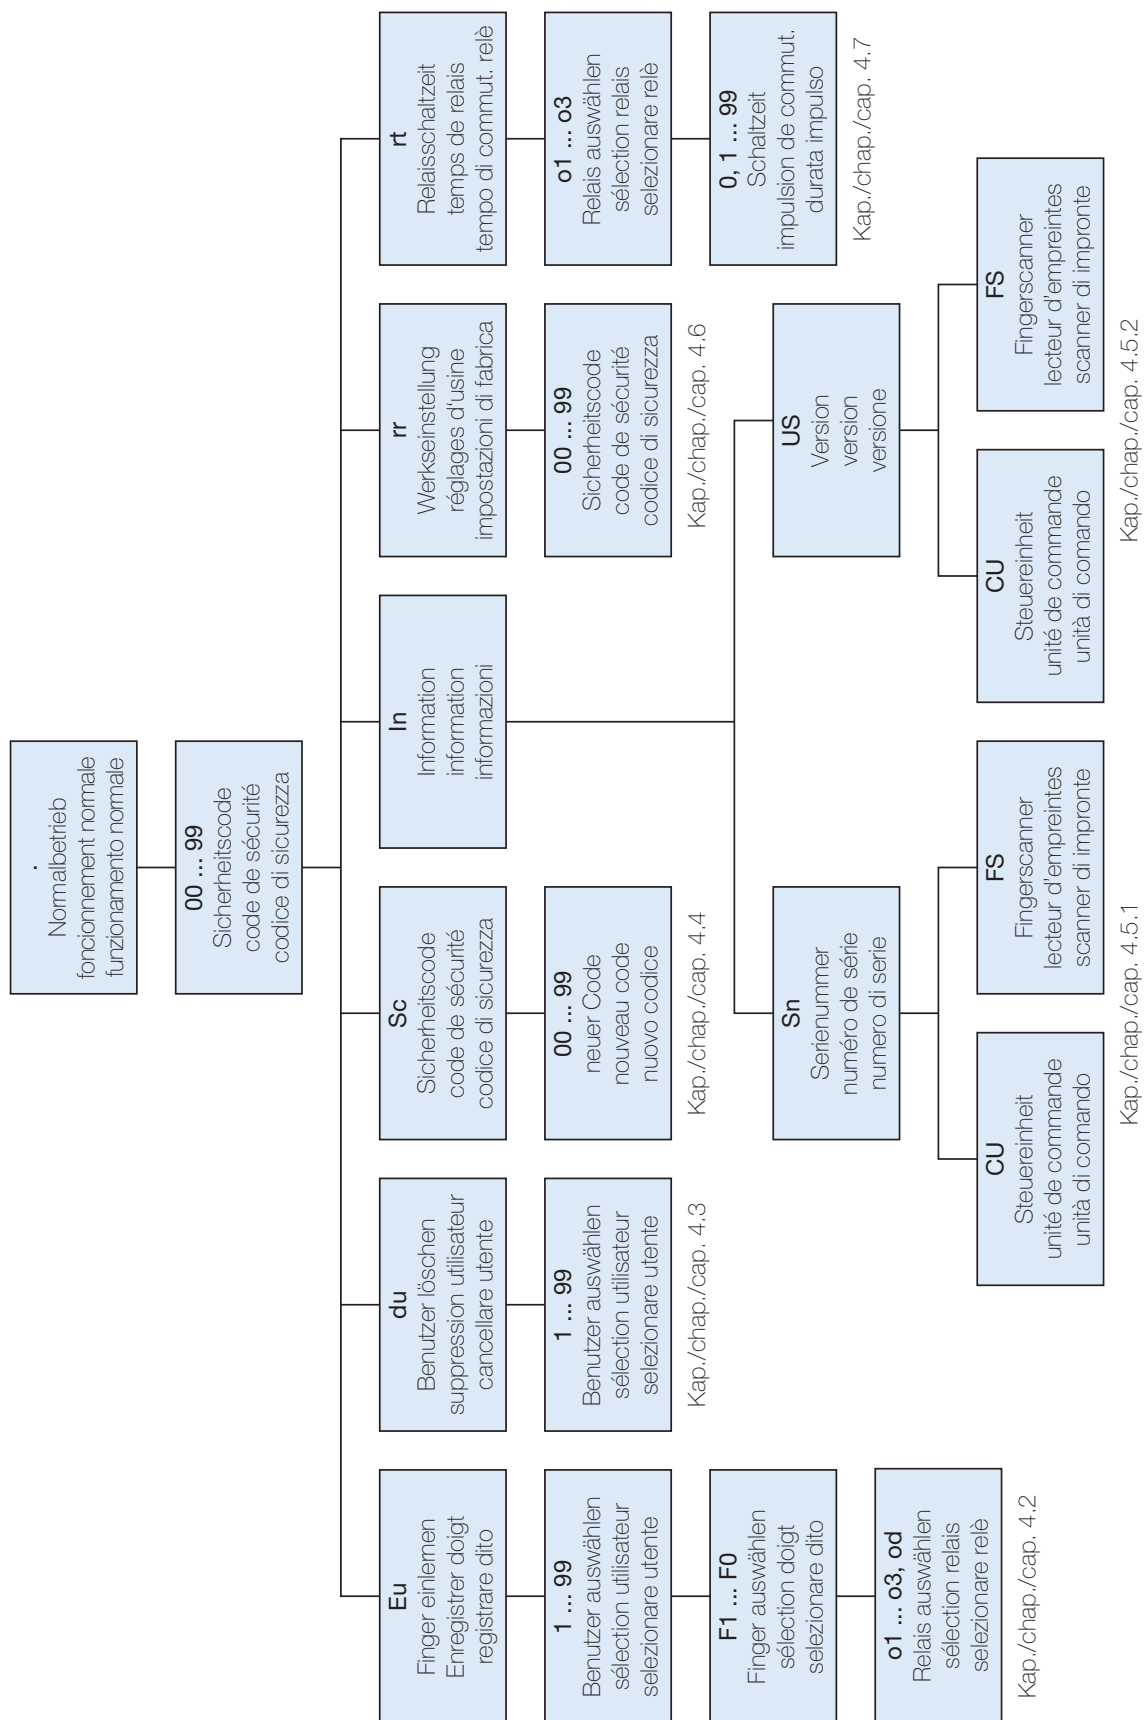 .
Normalbetrieb
foncionnement normale
funzionamento normale
00 ... 99
Sicherheitscode
code de sécurité
codice di sicurezza
Eu
Finger einlernen
Enregistrer doigt
registrare dito
1 ... 99
Benutzer auswählen
sélection utilisateur
selezionare utente
F1 ... F0
Finger auswählen
sélection doigt
selezionare dito
o1 ... o3, od
Relais auswählen
sélection relais
selezionare relè
Kap./chap./cap. 4.2
du
Benutzer löschen
suppression utilisateur
cancellare utente
1 ... 99
Benutzer auswählen
sélection utilisateur
selezionare utente
Kap./chap./cap. 4.3
Sc
Sicherheitscode
code de sécurité
codice di sicurezza
00 ... 99
neuer Code
nouveau code
nuovo codice
Kap./chap./cap. 4.4
In
Information
information
informazioni
Sn
Serienummer
numéro de série
numero di serie
CU
Steuereinheit
unité de commande
unità di comando
FS
Fingerscanner
lecteur d'empreintes
scanner di impronte
Kap./chap./cap. 4.5.1
US
Version
version
versione
CU
Steuereinheit
unité de commande
unità di comando
FS
Fingerscanner
lecteur d'empreintes
scanner di impronte
Kap./chap./cap. 4.5.2
rr
Werkseinstellung
réglages d'usine
impostazioni di fabrica
00 ... 99
Sicherheitscode
code de sécurité
codice di sicurezza
Kap./chap./cap. 4.6
rt
Relaisschaltzeit
temps de relais
tempo di commut. relè
o1 ... o3
Relais auswählen
sélection relais
selezionare relè
0, 1 ... 99
Schaltzeit
impulsion de commut.
durata impulso
Kap./chap./cap. 4.7